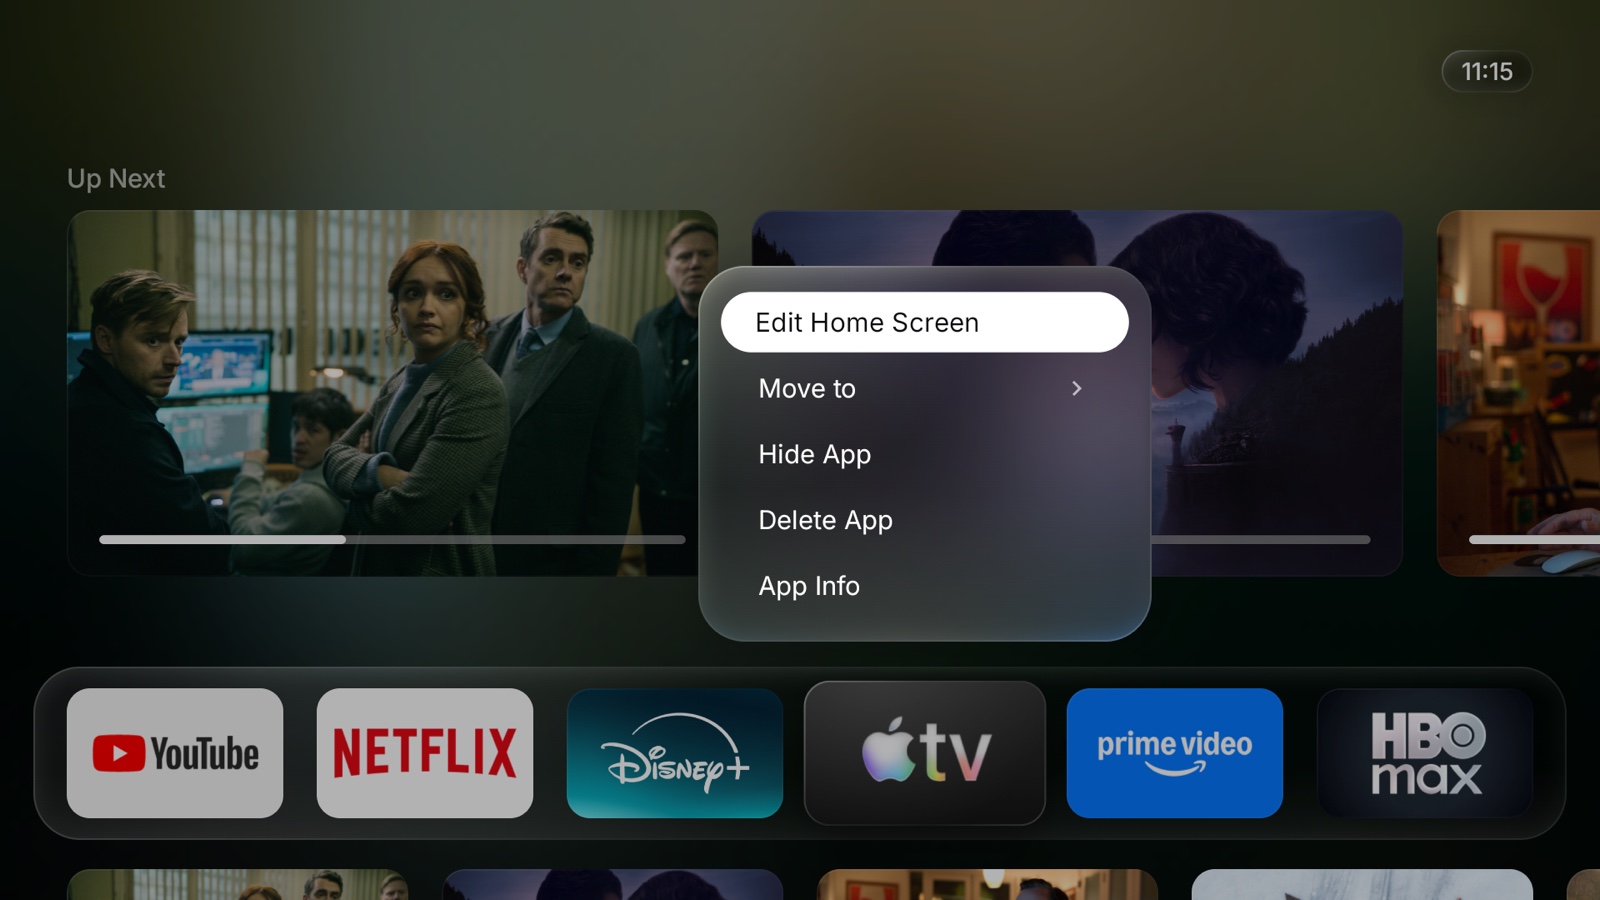 11:15
Up Next
Edit Home Screen
Move to
Hide App
Delete App
App Info
YouTube
NETFLIX
Disney+
tv
prime video
HBO
max